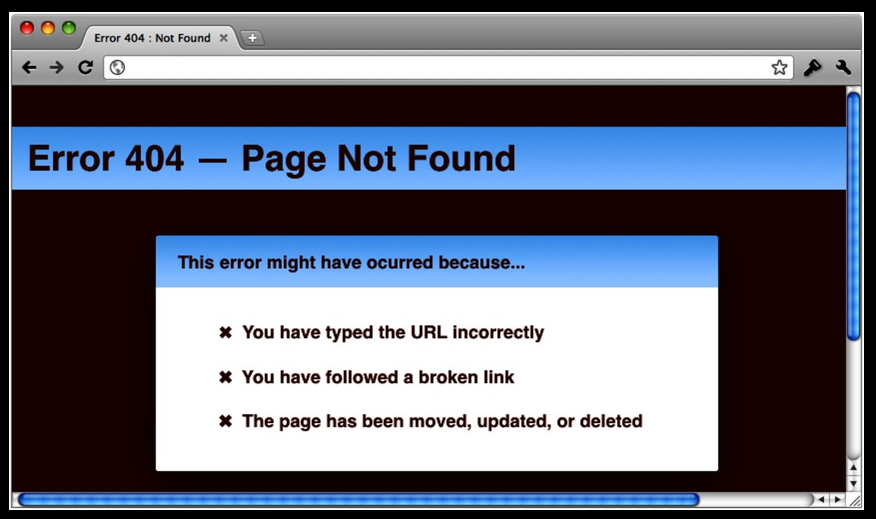 Error 404 : Not Found
Error 404 — Page Not Found
This error might have ocurred because...
✖ You have typed the URL incorrectly
✖ You have followed a broken link
✖ The page has been moved, updated, or deleted